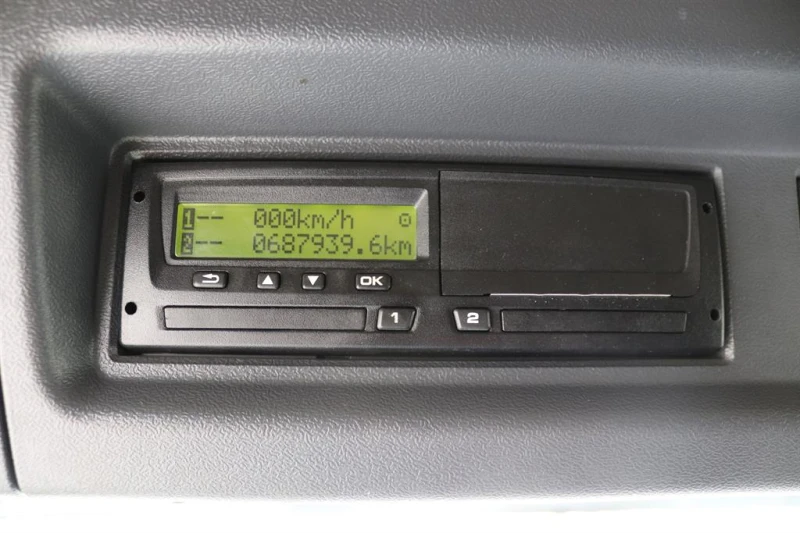 1-- 000km/h ⊙
2-- 0687939.6km
OK
1 2